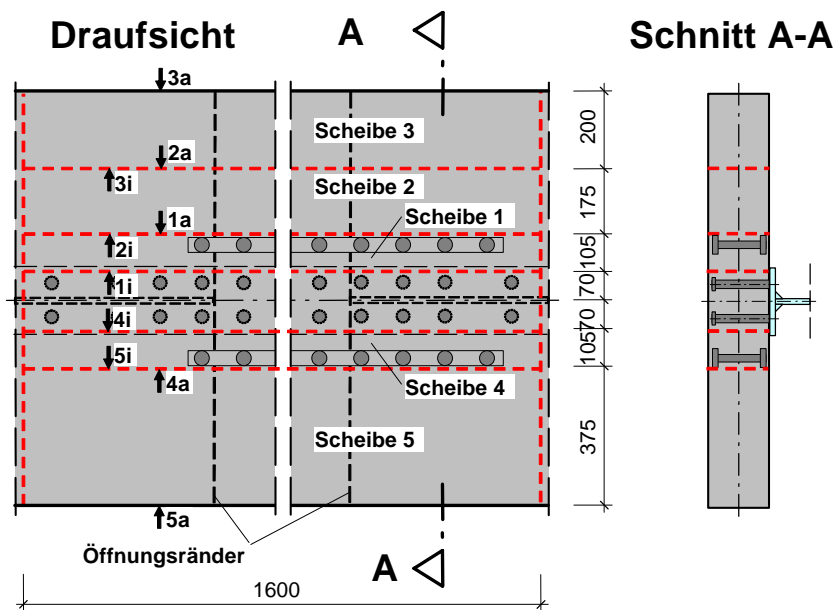 Draufsicht
A
Schnitt A-A
3a
Scheibe 3
200
2a
3i
Scheibe 2
175
1a
Scheibe 1
2i
105
1i
70
4i
70
5i
105
Scheibe 4
4a
Scheibe 5
375
5a
Öffnungsränder
A
1600